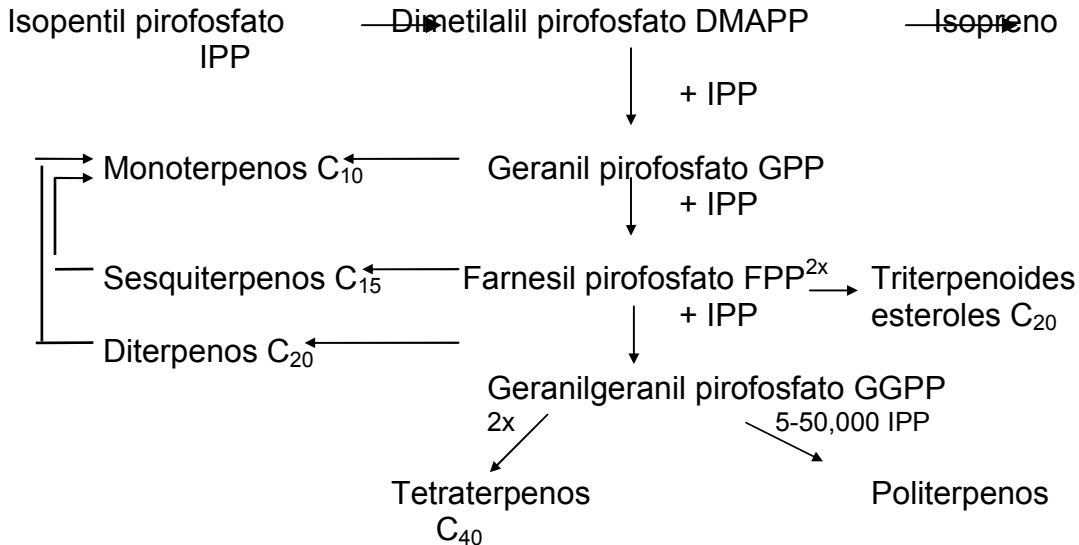 Isopentil pirofosfato Dimetilalil pirofosfato DMAPP Isopreno
IPP
+ IPP
Monoterpenos C10 Geranil pirofosfato GPP
+ IPP
Sesquiterpenos C15 Farnesil pirofosfato FPP 2x Triterpenoides
+ IPP esteroles C20
Diterpenos C20
Geranilgeranil pirofosfato GGPP
2x 5-50,000 IPP
Tetraterpenos Politerpenos
C40